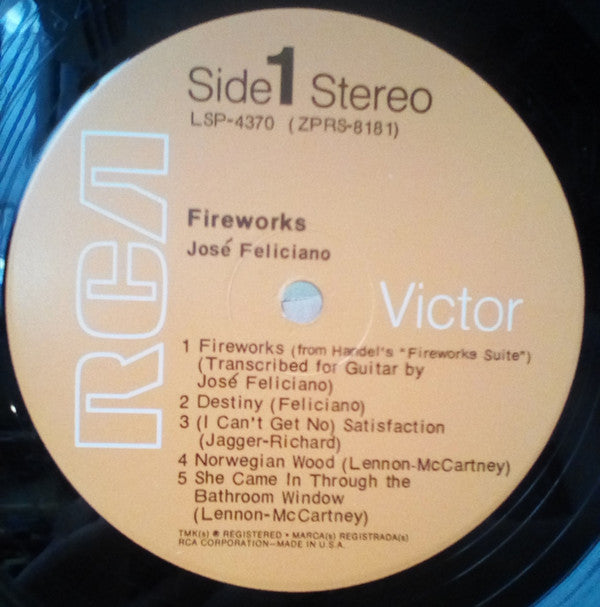 Side 1 Stereo
LSP-4370 (ZPRS-8181)
RCA
Fireworks
José Feliciano
Victor
1 Fireworks (from Handel's "Fireworks Suite")
(Transcribed for Guitar by
José Feliciano)
2 Destiny (Feliciano)
3 (I Can't Get No) Satisfaction
(Jagger-Richard)
4 Norwegian Wood (Lennon-McCartney)
5 She Came In Through the
Bathroom Window
(Lennon-McCartney)
TMK(s) ® REGISTERED • MARCA(s) REGISTRADA(s)
RCA CORPORATION—MADE IN U.S.A.